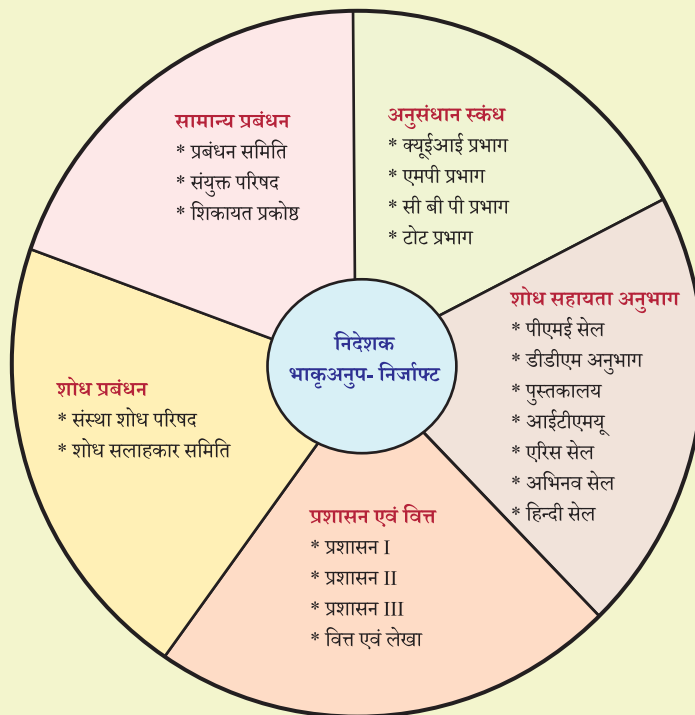 सामान्य प्रबंधन
* प्रबंधन समिति
* संयुक्त परिषद
* शिकायत प्रकोष्ठ
अनुसंधान स्कंध
* क्यूईआई प्रभाग
* एमपी प्रभाग
* सी बी पी प्रभाग
* टोट प्रभाग
शोध सहायता अनुभाग
* पीएमई सेल
* डीडीएम अनुभाग
* पुस्तकालय
* आईटीएमयू
* एरिस सेल
* अभिनव सेल
* हिन्दी सेल
निदेशक
भाकृअनुप- निर्जाफ्ट
शोध प्रबंधन
* संस्था शोध परिषद
* शोध सलाहकार समिति
प्रशासन एवं वित्त
* प्रशासन I
* प्रशासन II
* प्रशासन III
* वित्त एवं लेखा